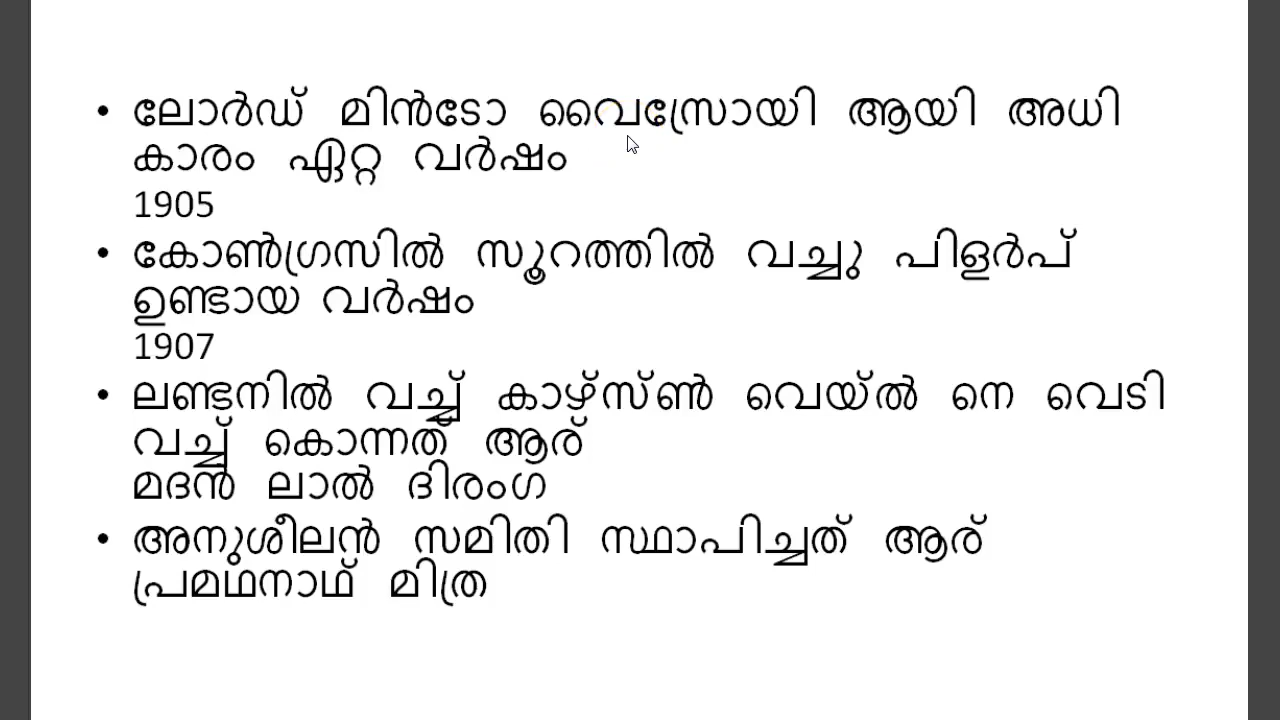 • ലോർഡ് മിൻടോ വൈസ്രോയി ആയി അധി
കാരം ഏറ്റ വർഷം
1905
• കോൺഗ്രസിൽ സൂറത്തിൽ വച്ചു പിളർപ്
ഉണ്ടായ വർഷം
1907
• ലണ്ടനിൽ വച്ച് കാഴ്സ്ൺ വെയ്ൽ നെ വെടി
വച്ച് കൊന്നത് ആര്
മദൻ ലാൽ ദിരംഗ
• അനുശീലൻ സമിതി സ്ഥാപിച്ചത് ആര്
പ്രമഥനാഥ് മിത്ര